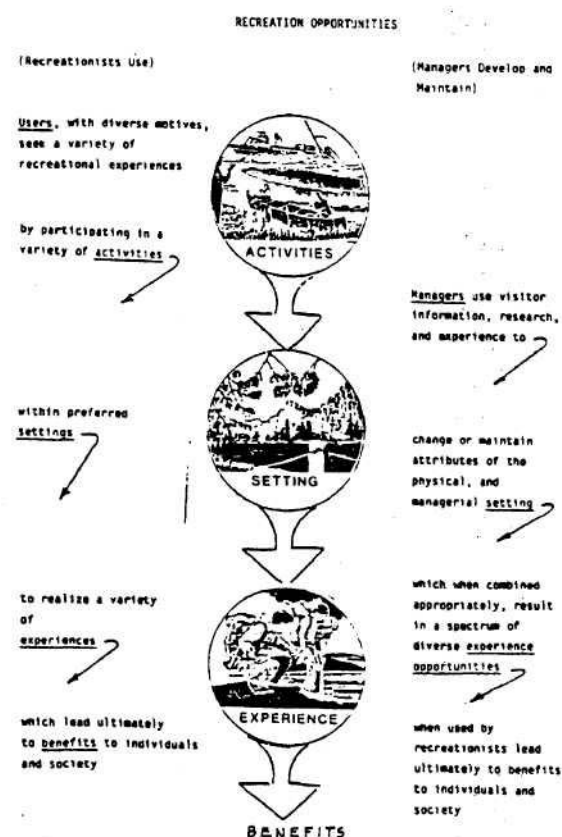 RECREATION OPPORTUNITIES
(Recreationists Use)
Users, with diverse motives,
seek a variety of
recreational experiences
by participating in a
variety of activities
within preferred
settings
to realize a variety
of
experiences
which lead ultimately
to benefits to individuals
and society
ACTIVITIES
SETTING
EXPERIENCE
BENEFITS
(Managers Develop and
Maintain)
Managers use visitor
information, research,
and experience to
change or maintain
attributes of the
physical, and
managerial setting
which when combined
appropriately, result
in a spectrum of
diverse experience
opportunities
when used by
recreationists lead
ultimately to benefits
to individuals and
society